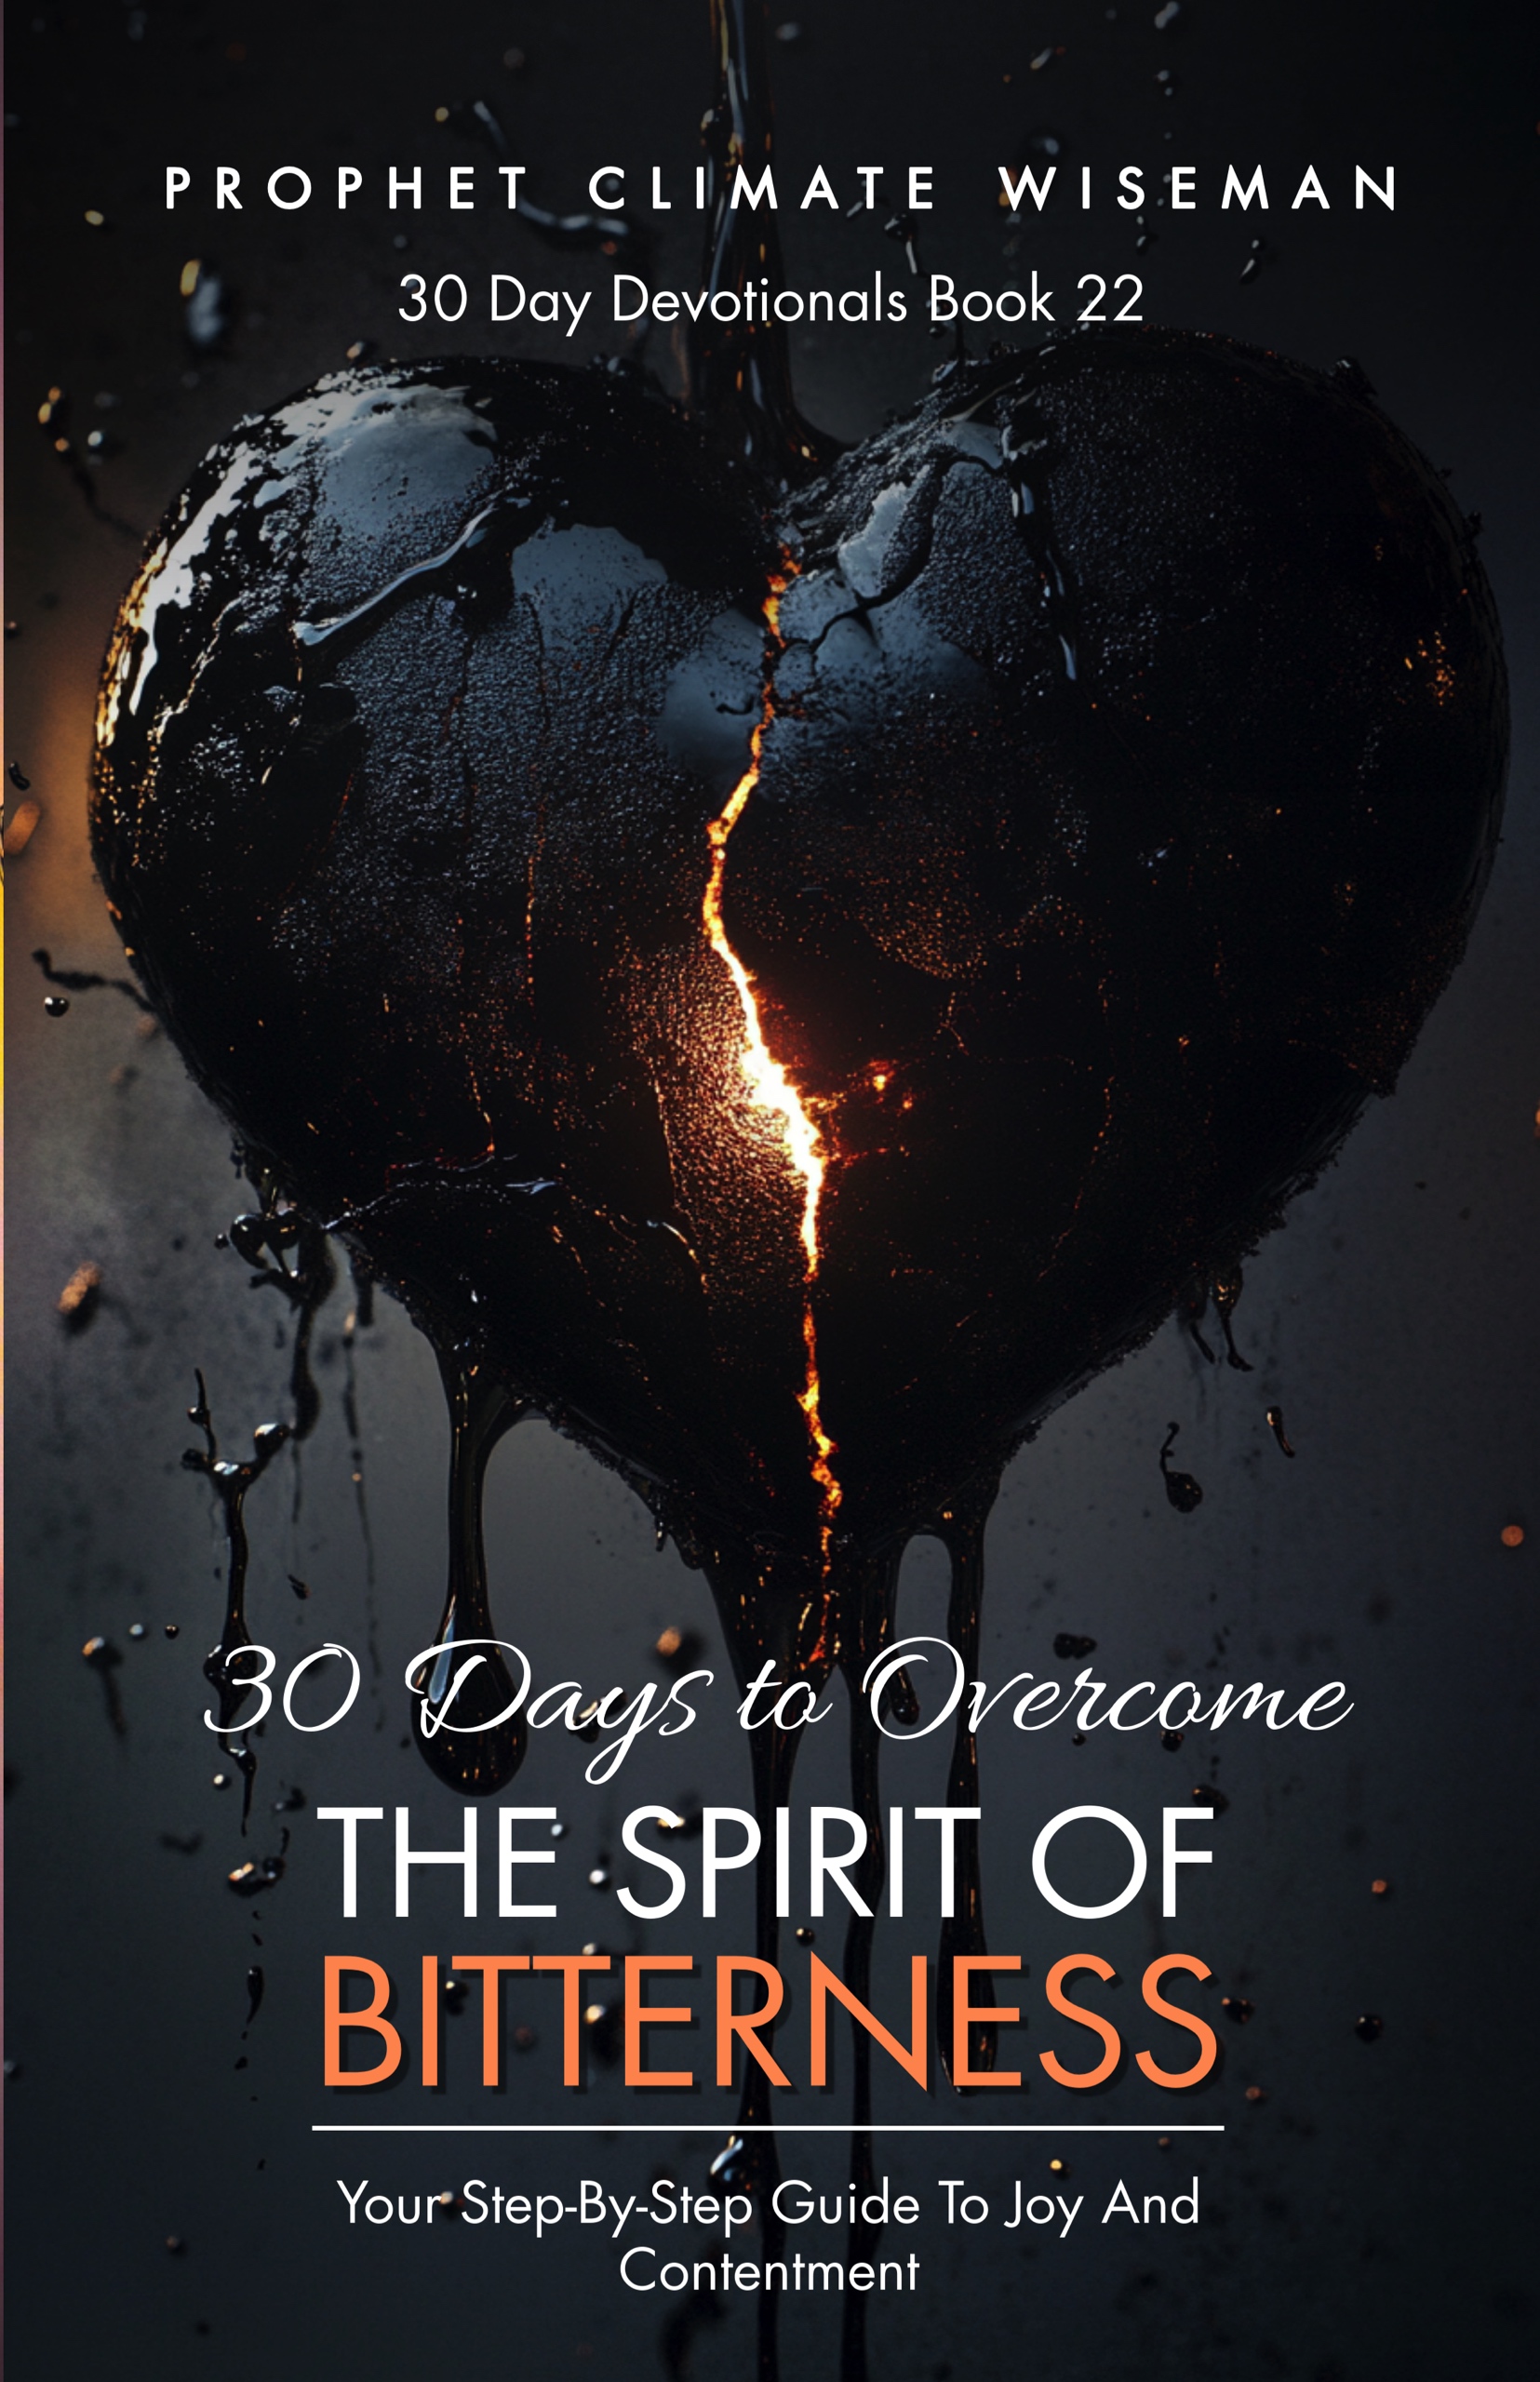 PROPHET CLIMATE WISEMAN
30 Day Devotionals Book 22
30 Days to Overcome
THE SPIRIT OF
BITTERNESS
Your Step-By-Step Guide To Joy And
Contentment